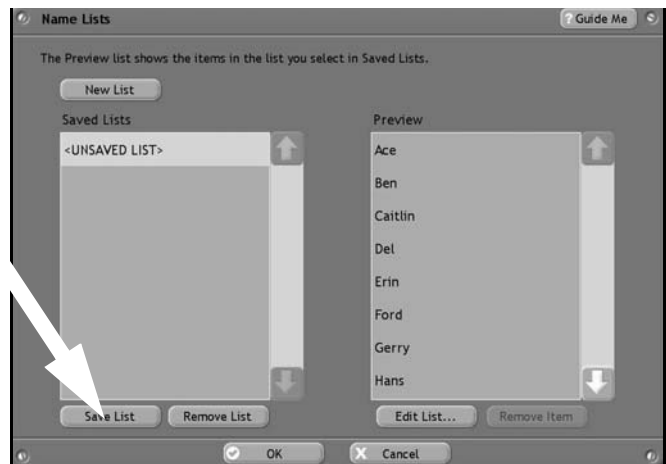 Name Lists
? Guide Me
The Preview list shows the items in the list you select in Saved Lists.
New List
Saved Lists
Preview
<UNSAVED LIST>
Ace
Ben
Caitlin
Del
Erin
Ford
Gerry
Hans
Save List
Remove List
Edit List...
Remove Item
OK
X Cancel